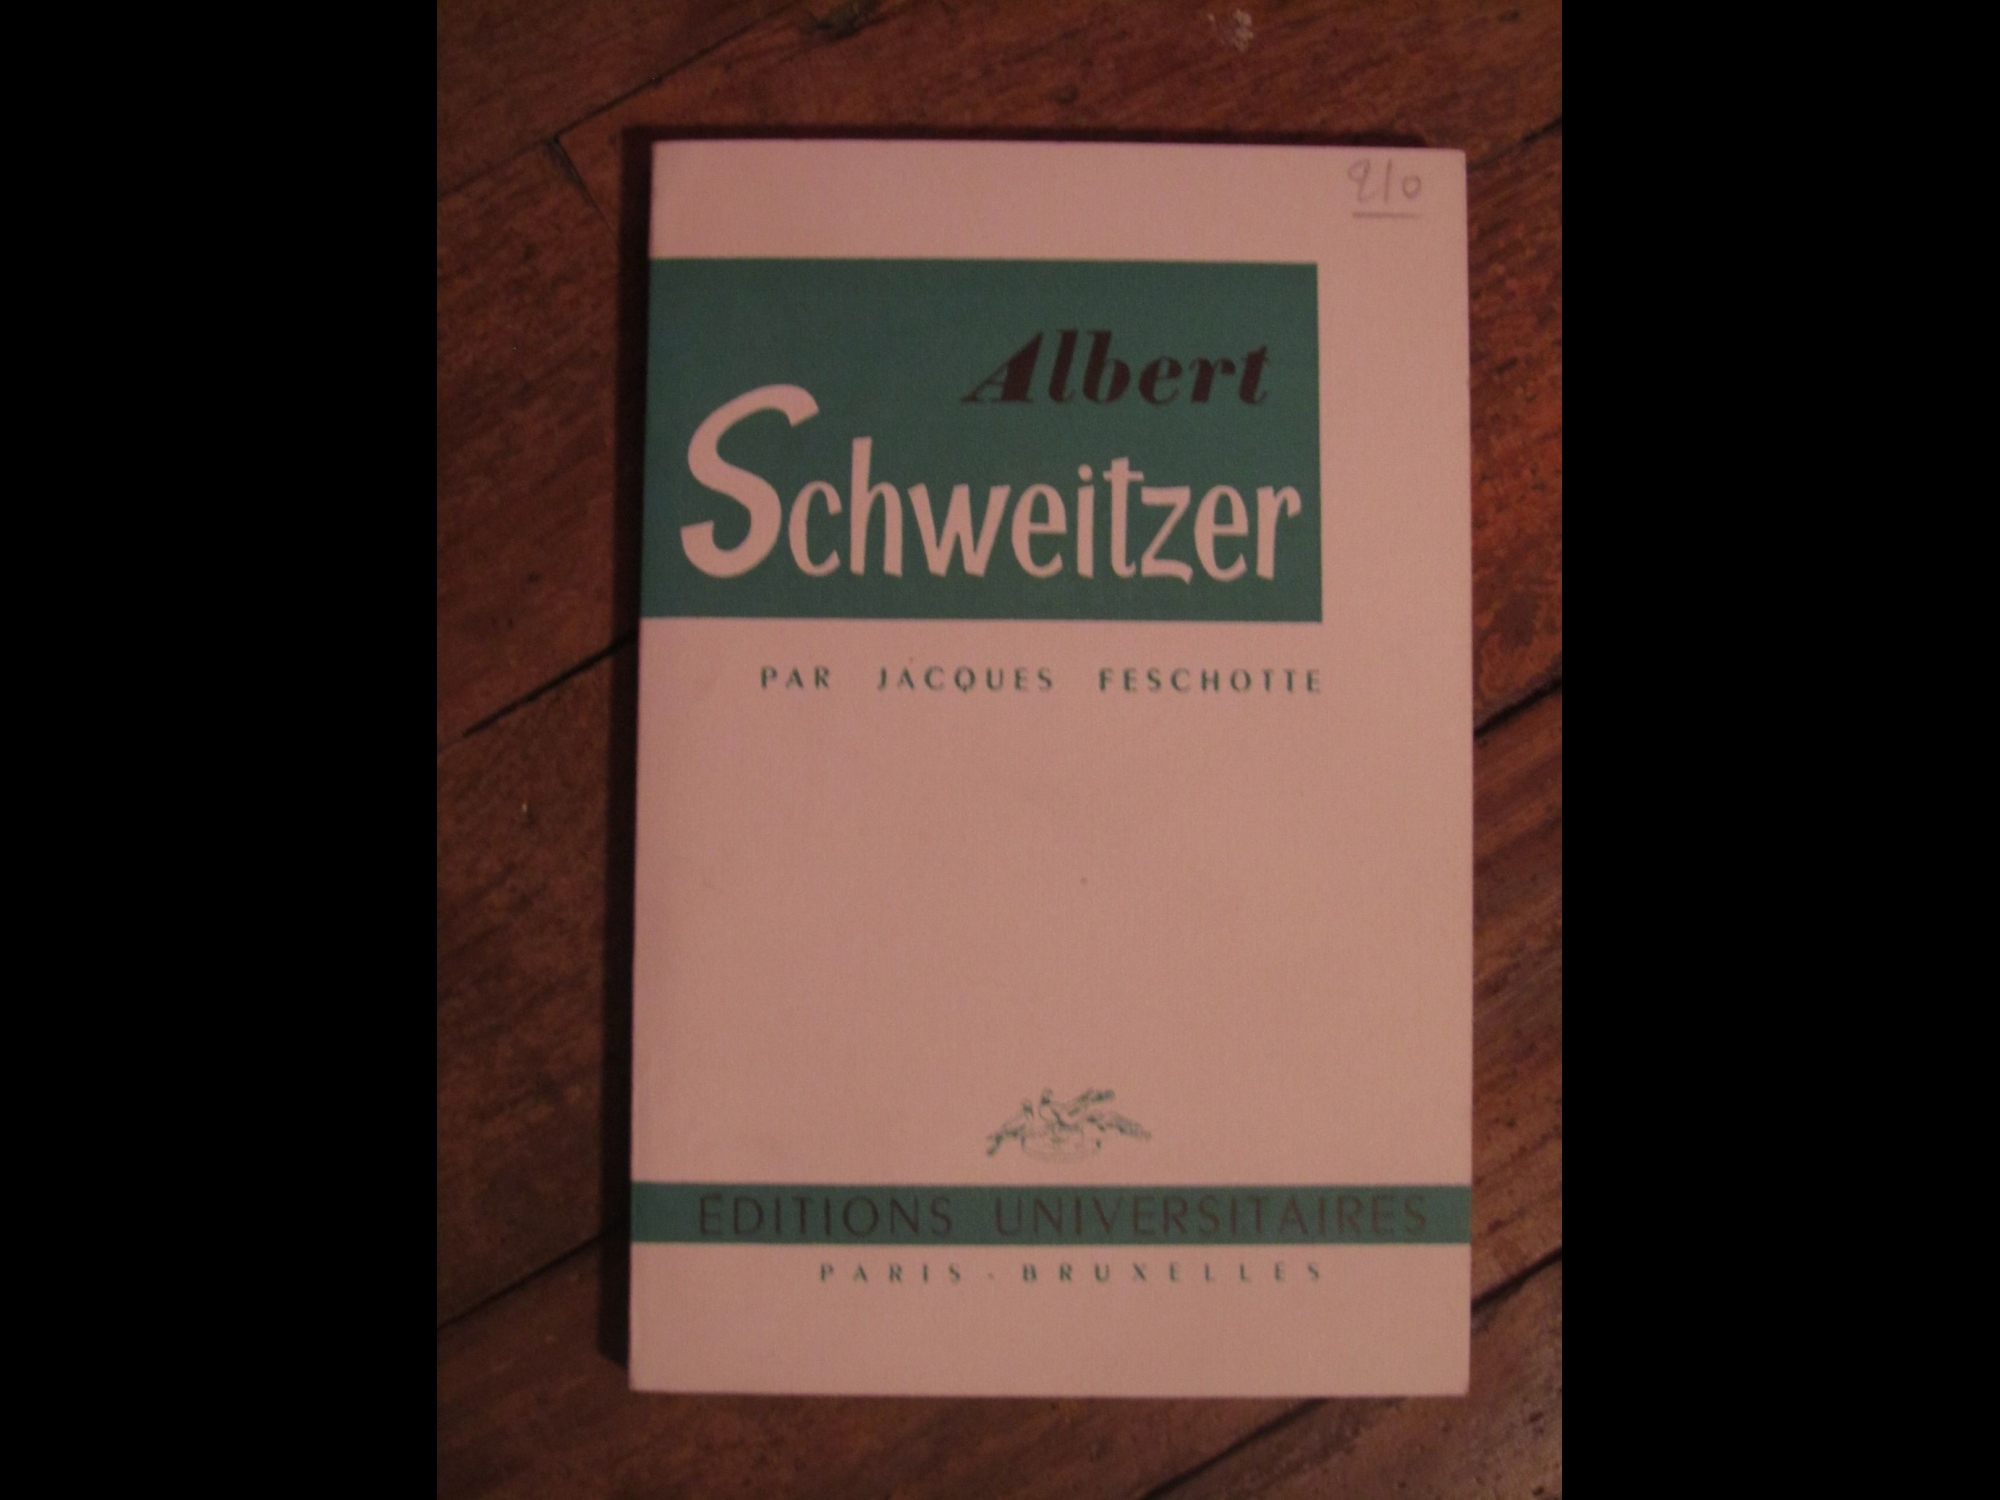 210
Albert
Schweitzer
PAR JACQUES FESCHOTTE
EDITIONS UNIVERSITAIRES
PARIS - BRUXELLES